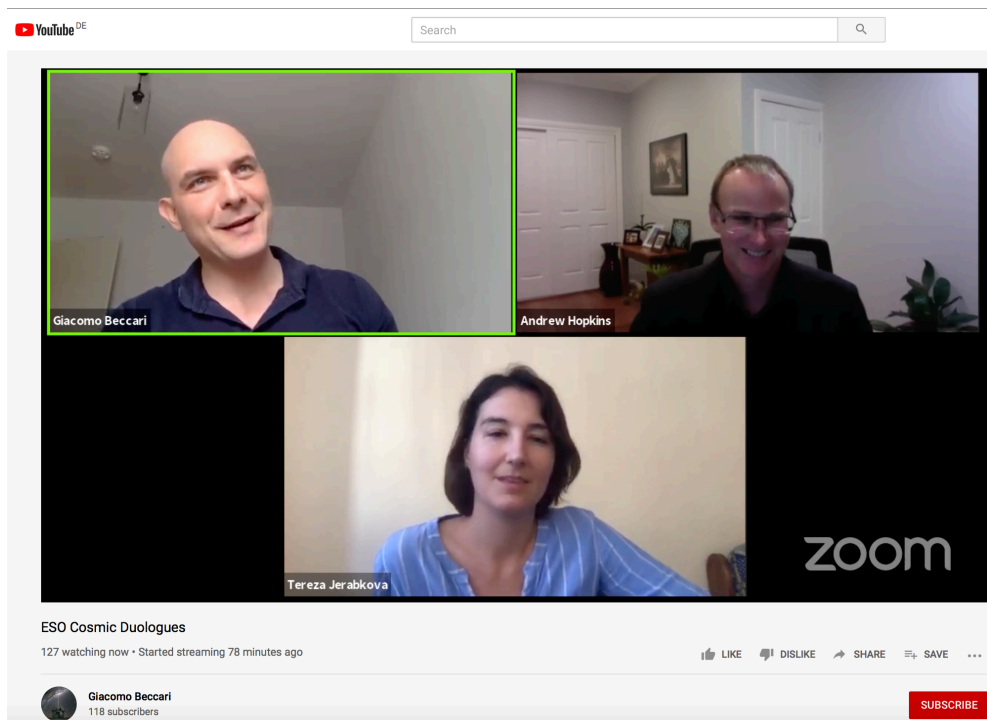 YouTube DE
Search
Giacomo Beccari
Andrew Hopkins
Tereza Jerabkova
zoom
ESO Cosmic Duologues
127 watching now • Started streaming 78 minutes ago
LIKE
DISLIKE
SHARE
SAVE
Giacomo Beccari
118 subscribers
SUBSCRIBE